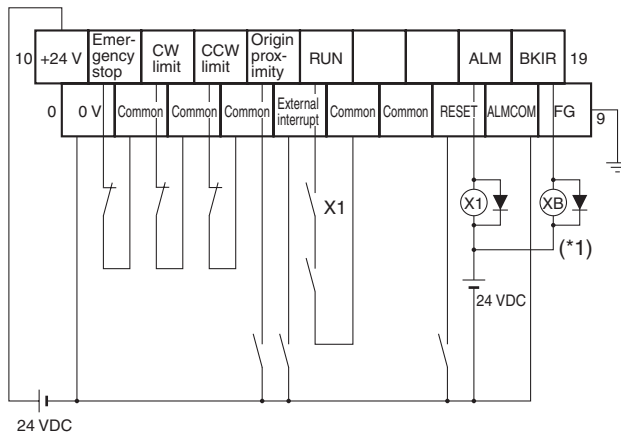 10
+24 V
Emer-
gency
stop
CW
limit
CCW
limit
Origin
prox-
imity
RUN
ALM
BKIR
19
0
0 V
Common
Common
Common
External
interrupt
Common
Common
RESET
ALMCOM
FG
9
X1
X1
XB
(*1)
24 VDC
24 VDC